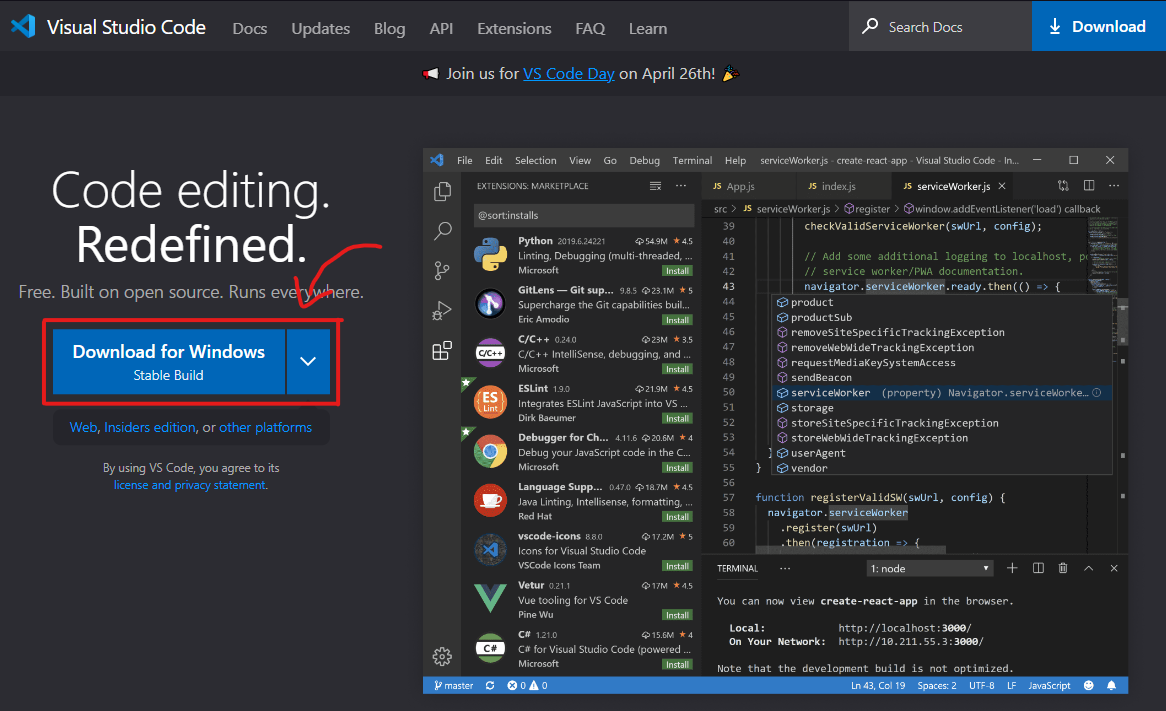 Visual Studio Code Docs Updates Blog API Extensions FAQ Learn Search Docs Download
Join us for VS Code Day on April 26th!
Code editing.
Redefined.
Free. Built on open source. Runs everywhere.
Download for Windows
Stable Build
Web, Insiders edition, or other platforms
By using VS Code, you agree to its
license and privacy statement.
File Edit Selection View Go Debug Terminal Help serviceWorker.js - create-react-app - Visual Studio Code - In...
EXTENSIONS: MARKETPLACE
@sort:installs
Python 2019.6.24221 54.9M 4.5
Linting, Debugging (multi-threaded, ...
Microsoft Install
GitLens — Git sup... 9.8.5 23.1M 5
Supercharge the Git capabilities buil...
Eric Amodio Install
C/C++ 0.24.0 23M 3.5
C/C++ IntelliSense, debugging, and ...
Microsoft Install
ESLint 1.9.0 21.9M 4.5
Integrates ESLint JavaScript into VS ...
Dirk Baeumer Install
Debugger for Ch... 4.11.6 20.6M 4
Debug your JavaScript code in the C...
Microsoft Install
Language Supp... 0.47.0 18.7M 4.5
Java Linting, Intellisense, formatting, ...
Red Hat Install
vscode-icons 8.8.0 17.2M 5
Icons for Visual Studio Code
VSCode Icons Team Install
Vetur 0.21.1 17M 4.5
Vue tooling for VS Code
Pine Wu Install
C# 1.21.0 15.6M 4
C# for Visual Studio Code (powered ...
Microsoft Install
C/C++
ES
Lint
C#
JS App.js JS index.js JS serviceWorker.js
src > JS serviceWorker.js > register > window.addEventListener('load') callback
39 checkValidServiceWorker(swUrl, config);
40
41 // Add some additional logging to localhost, po
42 // service worker/PWA documentation.
43 navigator.serviceWorker.ready.then(() => {
44 product
45 productSub
46 removeSiteSpecificTrackingException
47 removeWebWideTrackingException
48 requestMediaKeySystemAccess
49 sendBeacon
50 serviceWorker (property) Navigator.serviceWorke...
51 storage
52 storeSiteSpecificTrackingException
53 storeWebWideTrackingException
54 } userAgent
55 } vendor
56
57 function registerValidSW(swUrl, config) {
58 navigator.serviceWorker
59 .register(swUrl)
60 .then(registration => {
TERMINAL ... 1: node
You can now view create-react-app in the browser.
Local: http://localhost:3000/
On Your Network: http://10.211.55.3:3000/
Note that the development build is not optimized.
master 0 0 Ln 43, Col 19 Spaces: 2 UTF-8 LF JavaScript